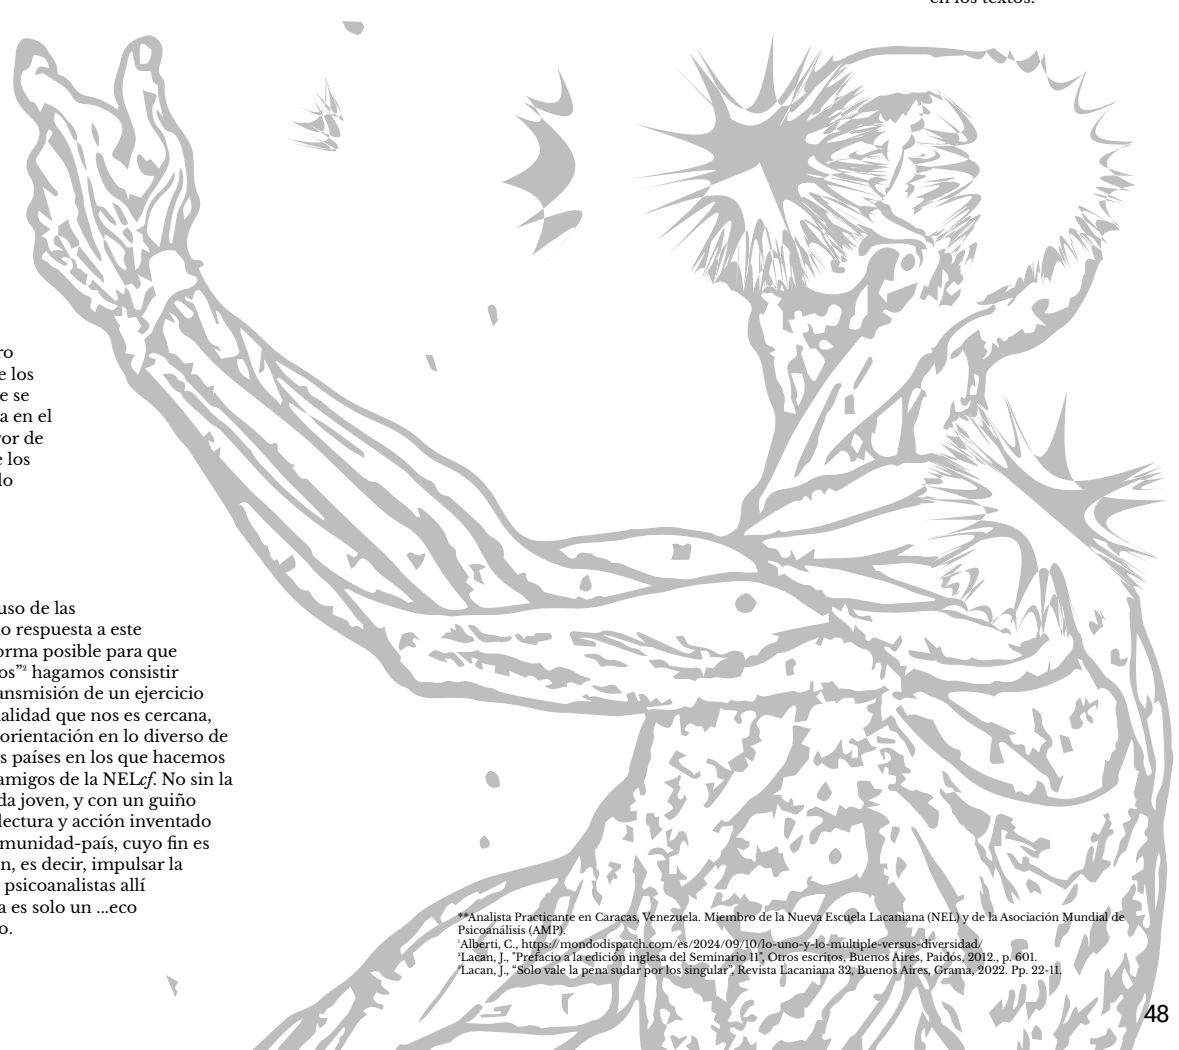 en los textos.
ro
e los
e se
a en el
or de
e los
lo
uso de las
o respuesta a este
orma posible para que
os”² hagamos consistir
ansmisión de un ejercicio
alidad que nos es cercana,
orientación en lo diverso de
s países en los que hacemos
amigos de la NELcf. No sin la
da joven, y con un guiño
lectura y acción inventado
munidad-país, cuyo fin es
n, es decir, impulsar la
psicoanalistas allí
a es solo un ...eco
o.
**Analista Practicante en Caracas, Venezuela. Miembro de la Nueva Escuela Lacaniana (NEL) y de la Asociación Mundial de
Psicoanálisis (AMP).
¹Alberti, C., https://mondodispatch.com/es/2024/09/10/lo-uno-y-lo-multiple-versus-diversidad/
²Lacan, J., "Prefacio a la edición inglesa del Seminario 11", Otros escritos, Buenos Aires, Paidós, 2012., p. 601.
³Lacan, J., “Solo vale la pena sudar por los singular”, Revista Lacaniana 32, Buenos Aires, Grama, 2022. Pp. 22-11.
48